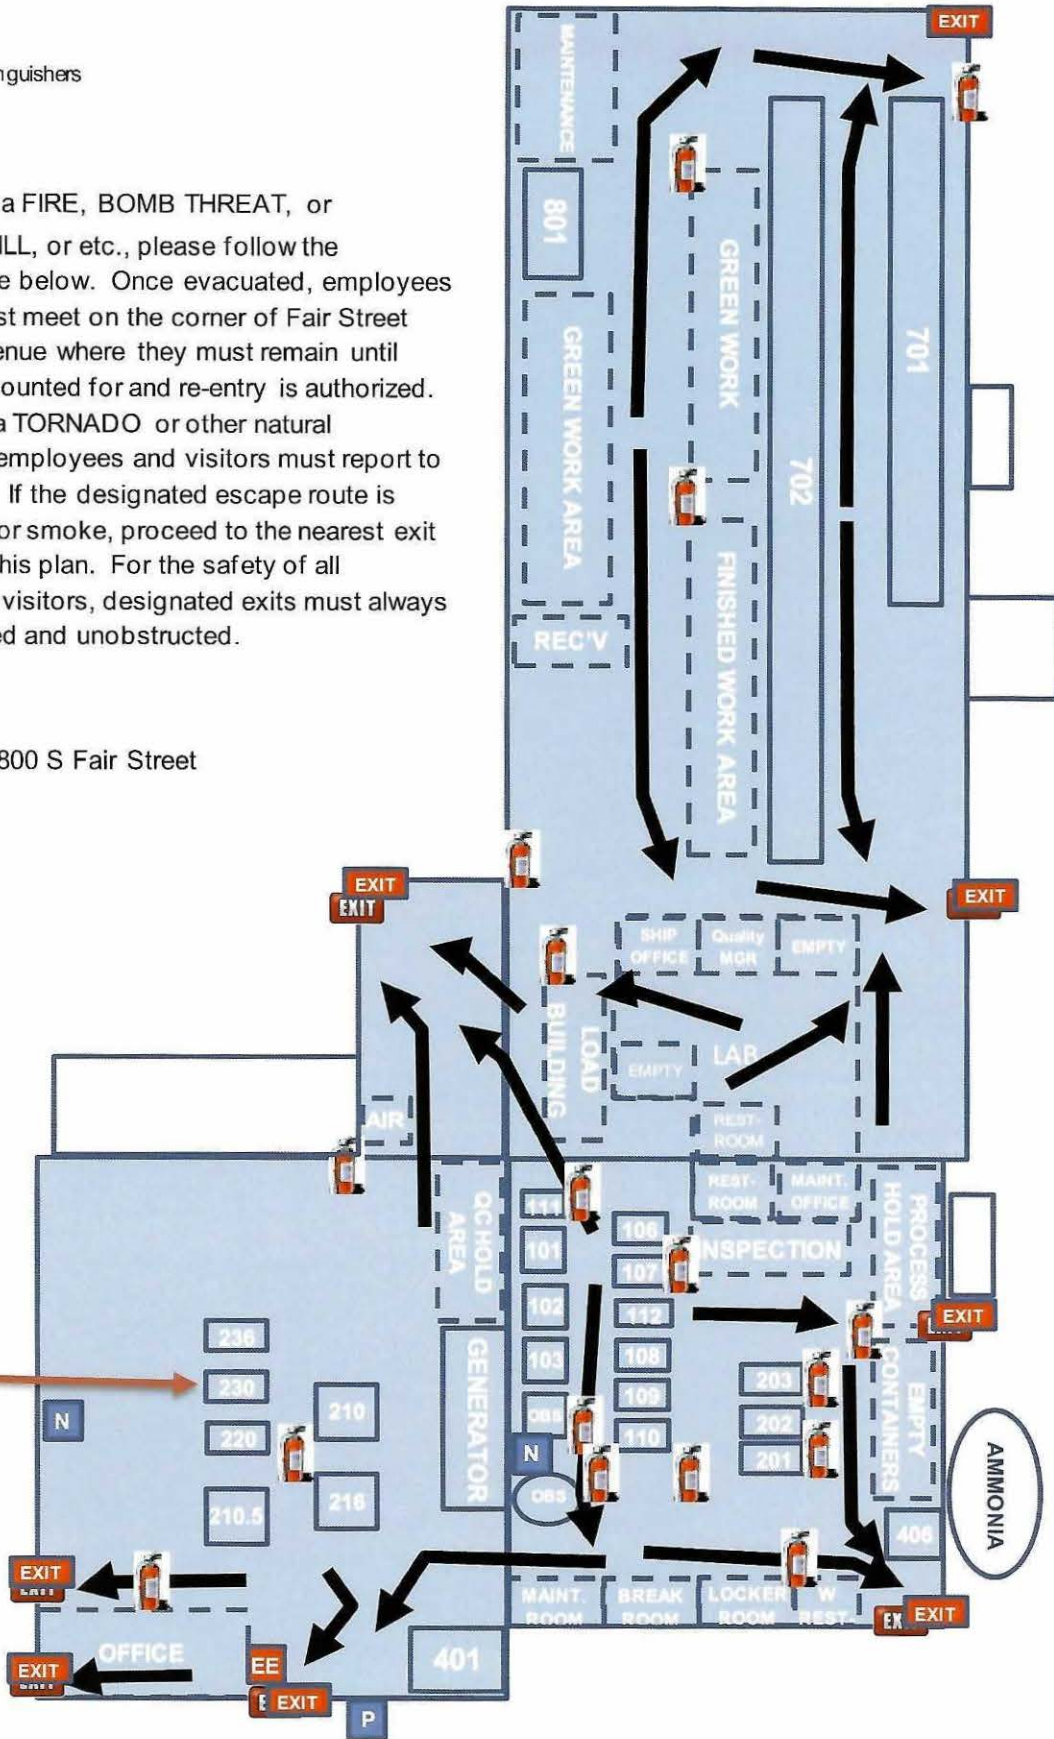 nguishers
a FIRE, BOMB THREAT, or
ILL, or etc., please follow the
e below. Once evacuated, employees
st meet on the corner of Fair Street
enue where they must remain until
ounted for and re-entry is authorized.
a TORNADO or other natural
employees and visitors must report to
. If the designated escape route is
or smoke, proceed to the nearest exit
his plan. For the safety of all
visitors, designated exits must always
ed and unobstructed.
800 S Fair Street
EXIT
MAINTENANCE
801
GREEN WORK
701
GREEN WORK AREA
702
REC'V
FINISHED WORK AREA
EXIT
EXIT
EXIT
SHIP
OFFICE
Quality
MGR
EMPTY
LOAD
BUILDING
EMPTY
LAB
AIR
REST-
ROOM
REST-
ROOM
MAINT.
OFFICE
QC HOLD
AREA
PROCESS
HOLD AREA
111
101
106
107
NSPECTION
102
112
EXIT
236
103
108
EMPTY
CONTAINERS
230
OBS
109
203
220
210
GENERATOR
110
202
N
N
201
AMMONIA
210.5
216
OBS
406
EXIT
EXIT
MAINT.
ROOM
BREAK
ROOM
LOCKER
ROOM
W
REST-
EX
EXIT
OFFICE
EE
401
EXIT
EXIT
E
EXIT
P